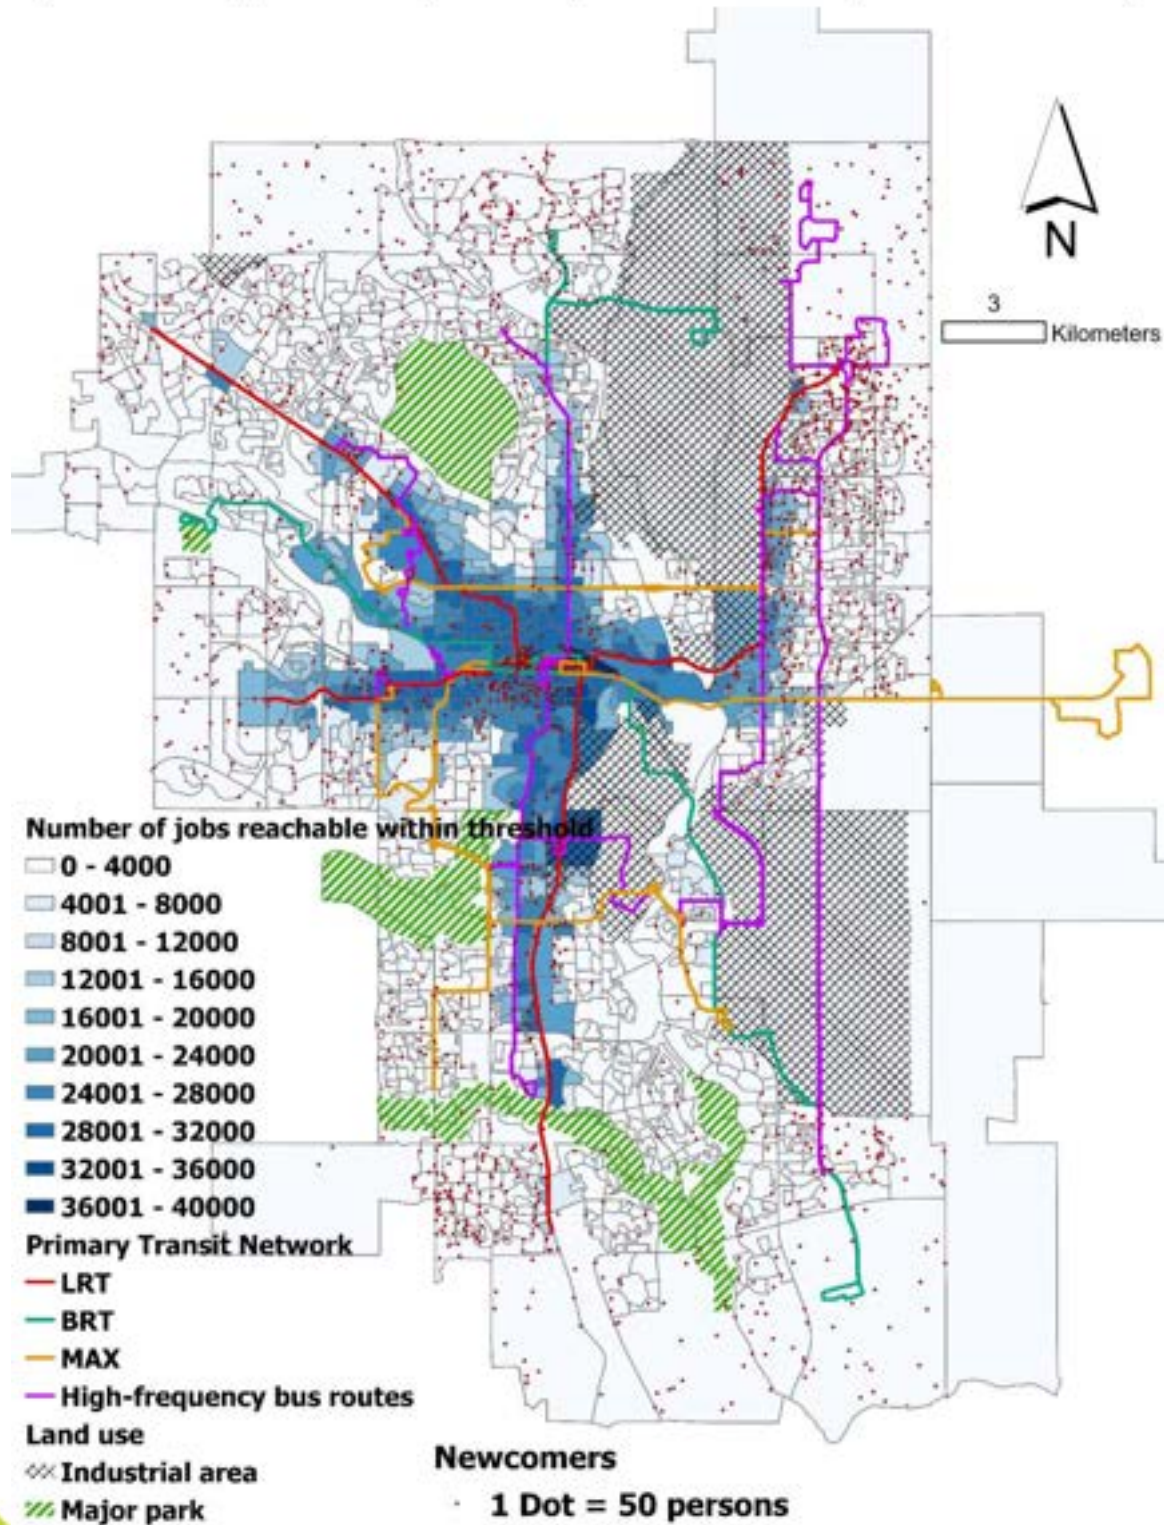 N
3
Kilometers
Number of jobs reachable within threshold
0 - 4000
4001 - 8000
8001 - 12000
12001 - 16000
16001 - 20000
20001 - 24000
24001 - 28000
28001 - 32000
32001 - 36000
36001 - 40000
Primary Transit Network
LRT
BRT
MAX
High-frequency bus routes
Land use
Industrial area
Major park
Newcomers
1 Dot = 50 persons